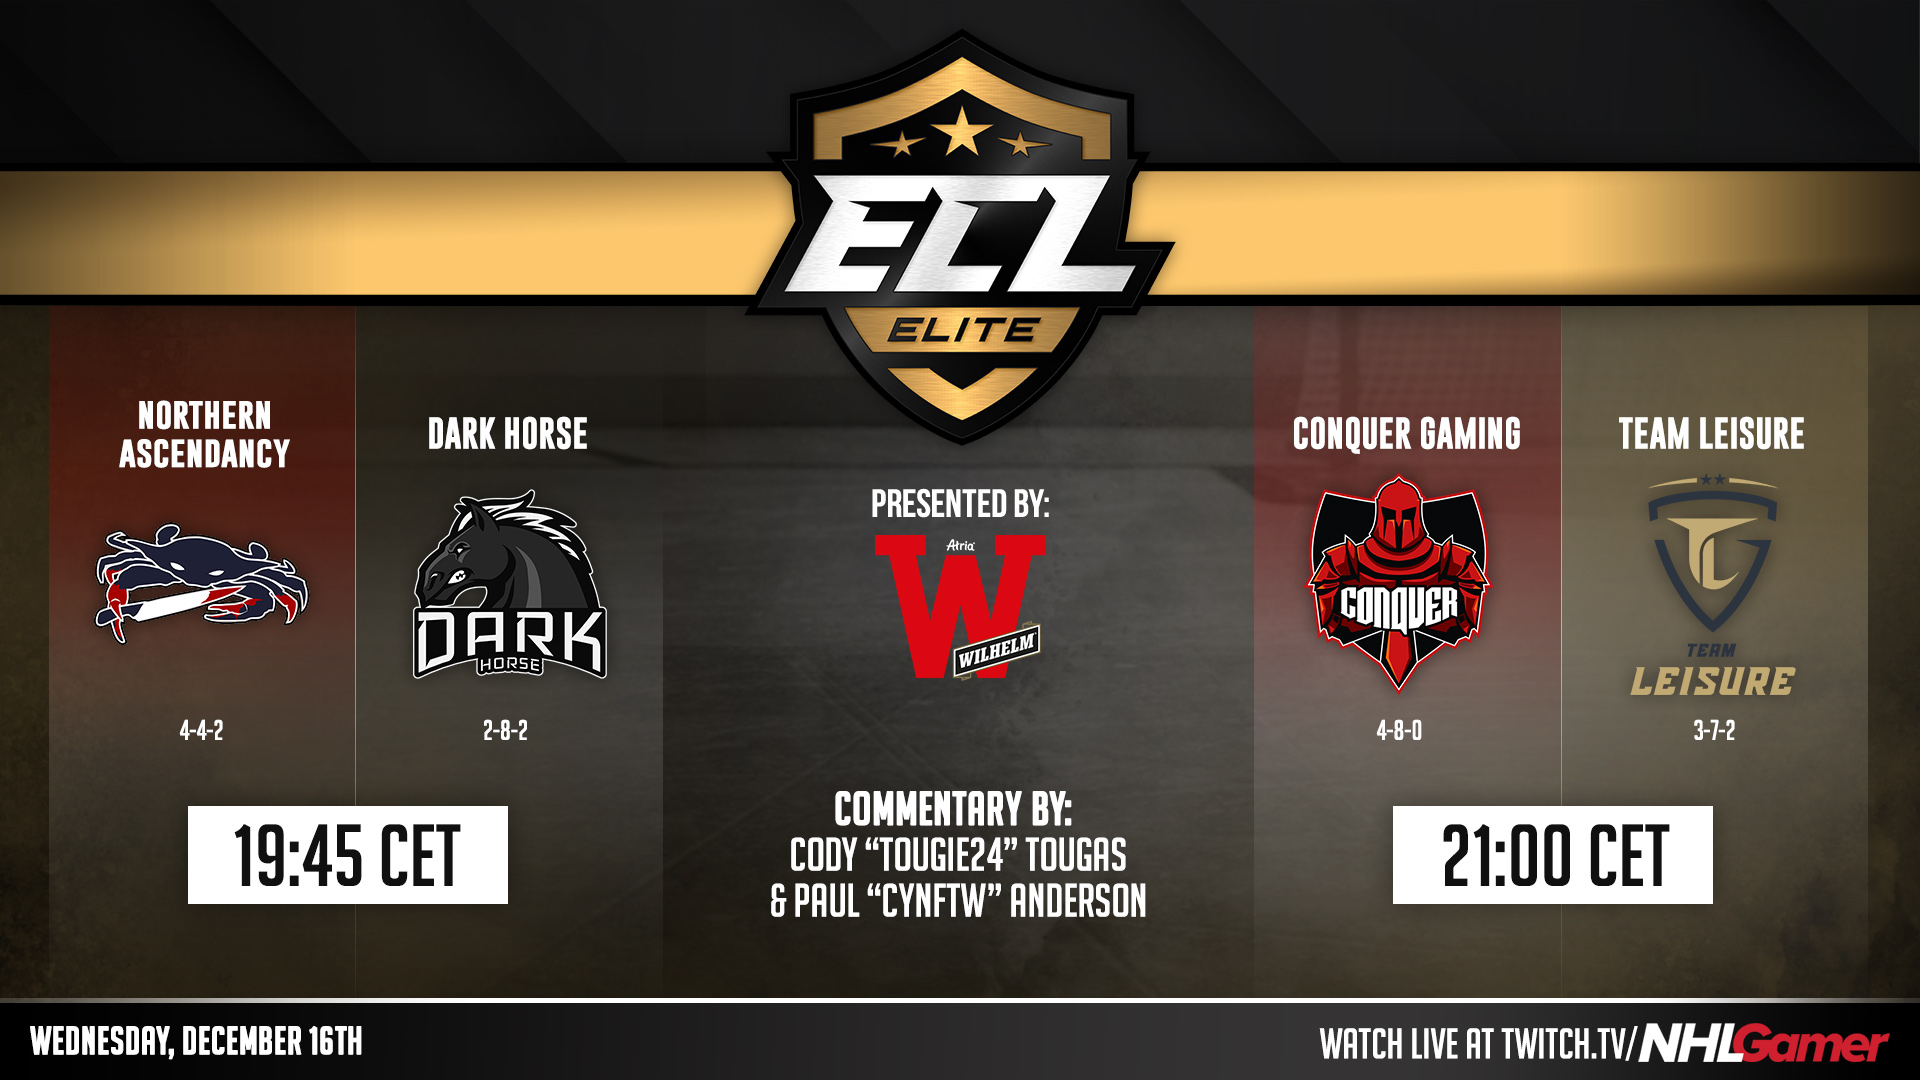 ECL
ELITE
NORTHERN
ASCENDANCY
4-4-2
DARK HORSE
DARK
HORSE
2-8-2
19:45 CET
PRESENTED BY:
Atria
W
WILHELM
COMMENTARY BY:
CODY “TOUGIE24” TOUGAS
& PAUL “CYNFTW” ANDERSON
CONQUER GAMING
CONQUER
4-8-0
TEAM LEISURE
TL
TEAM
LEISURE
3-7-2
21:00 CET
WEDNESDAY, DECEMBER 16TH
WATCH LIVE AT TWITCH.TV/NHLGamer